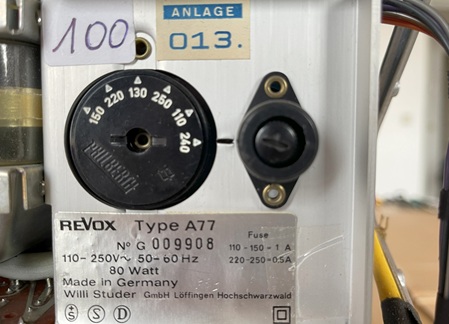 100
ANLAGE
013.
150 220 130 250 110 240
REVOX Type A77
Nº G 009908
110-250V~ 50-60 Hz
80 Watt
Made in Germany
Willi Studer GmbH Löffingen Hochschwarzwald
Fuse
110-150=1 A
220-250=0.5A
S D